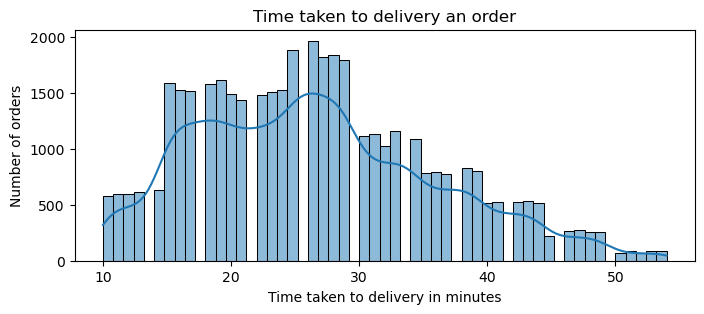 Time taken to delivery an order
2000
1500
1000
500
0
Number of orders
10 20 30 40 50
Time taken to delivery in minutes